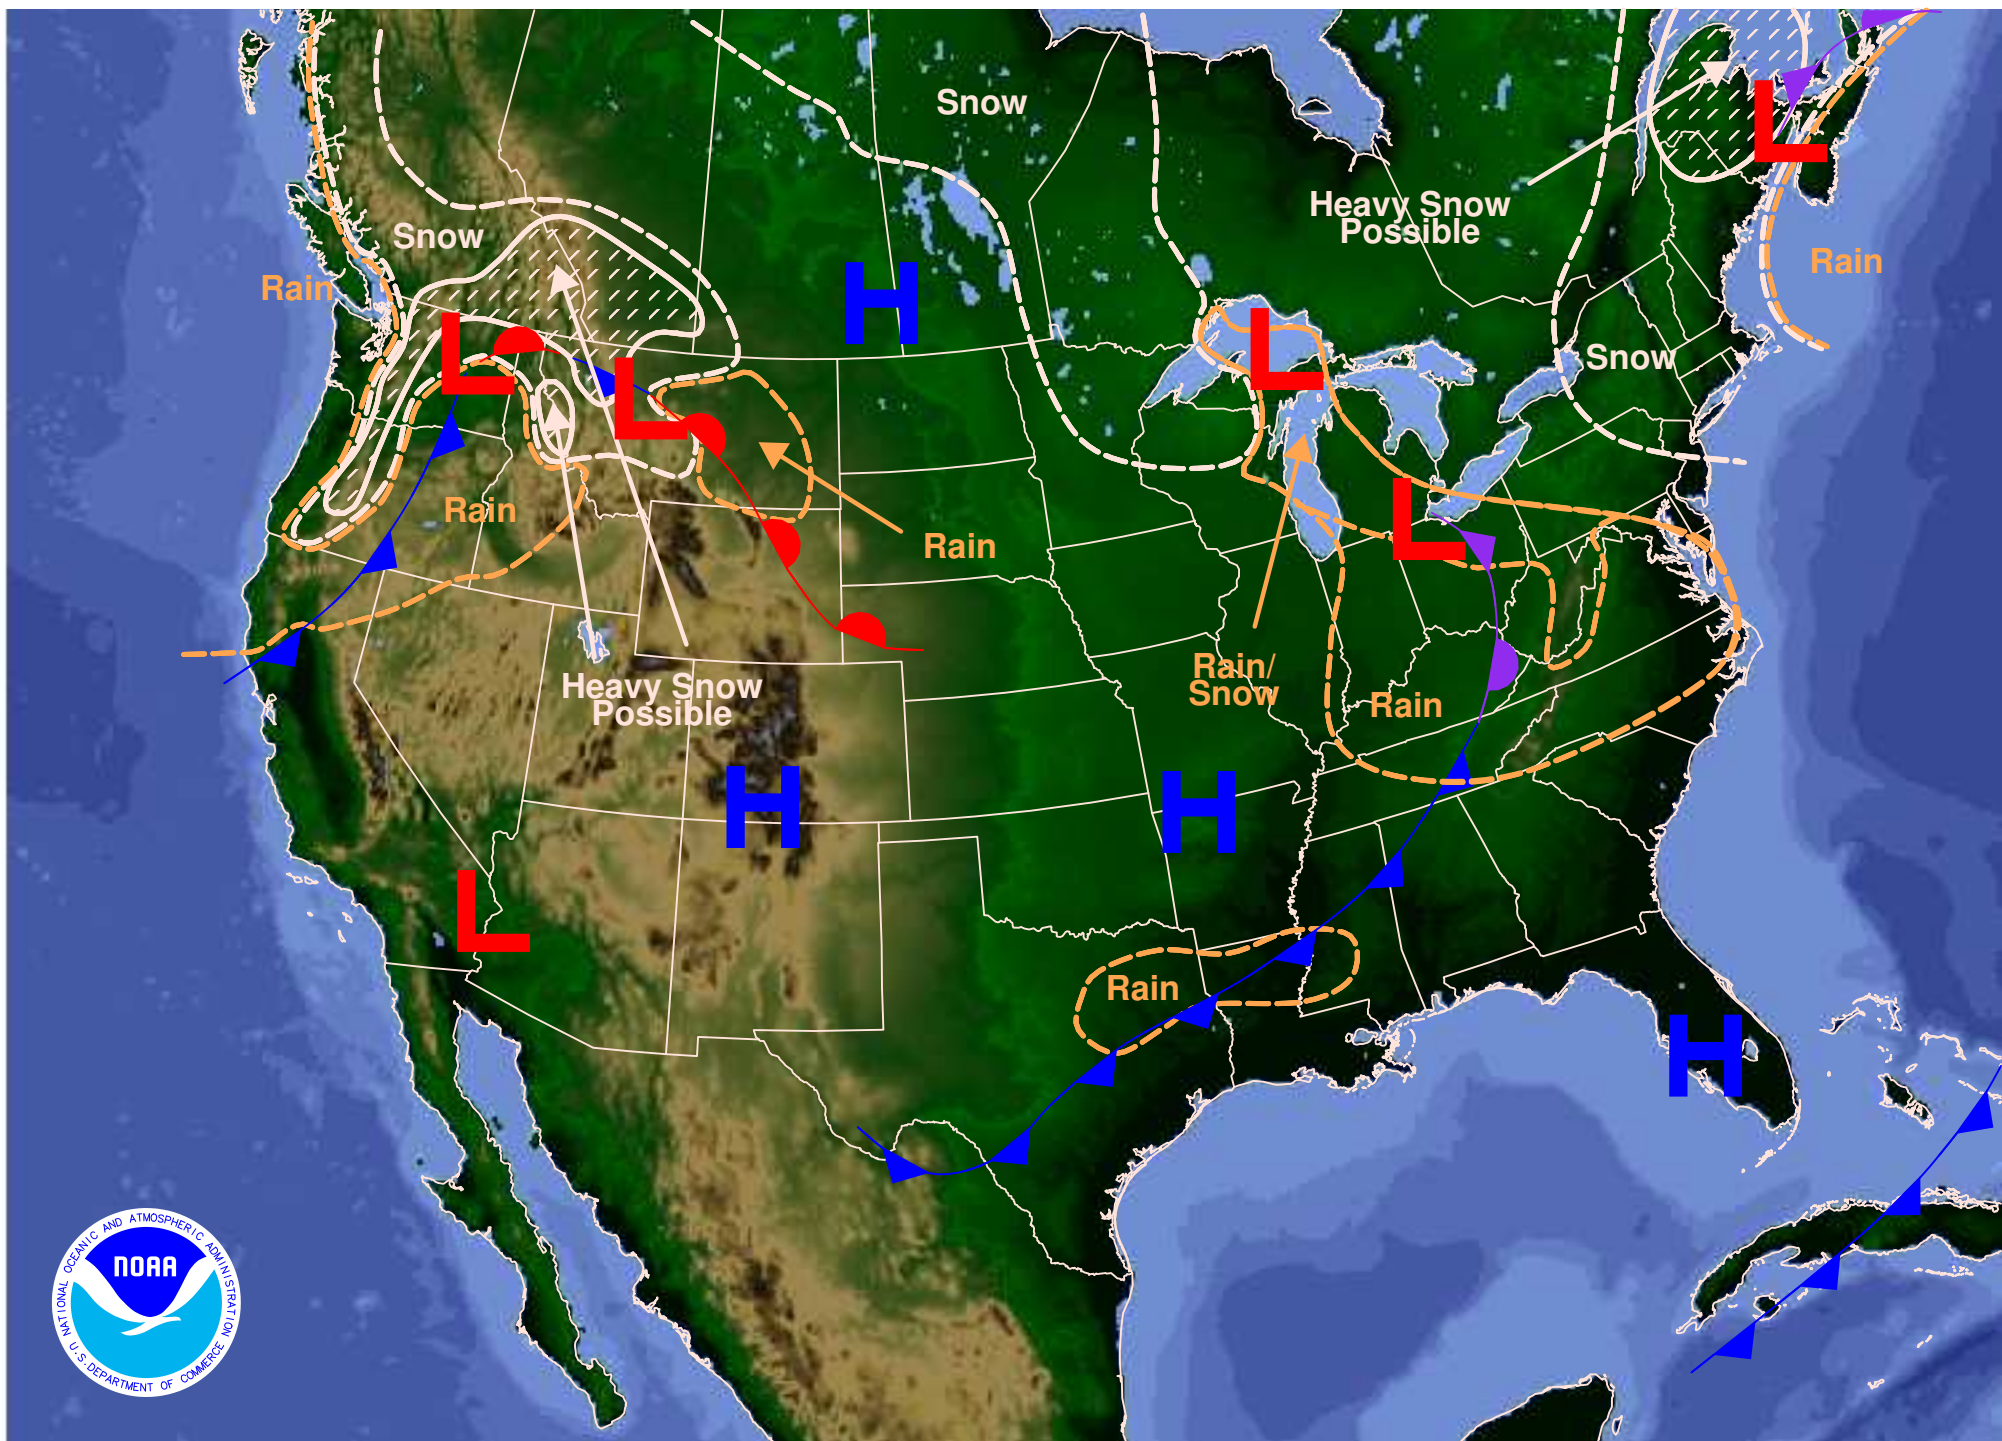 Snow
Heavy Snow
Possible
Snow
Rain
Rain
H
L
L
L
L
Snow
Rain
Rain
L
Rain/
Snow
Heavy Snow
Possible
Rain
H
H
L
Rain
H
NATIONAL OCEANIC AND ATMOSPHERIC ADMINISTRATION
NOAA
U.S. DEPARTMENT OF COMMERCE